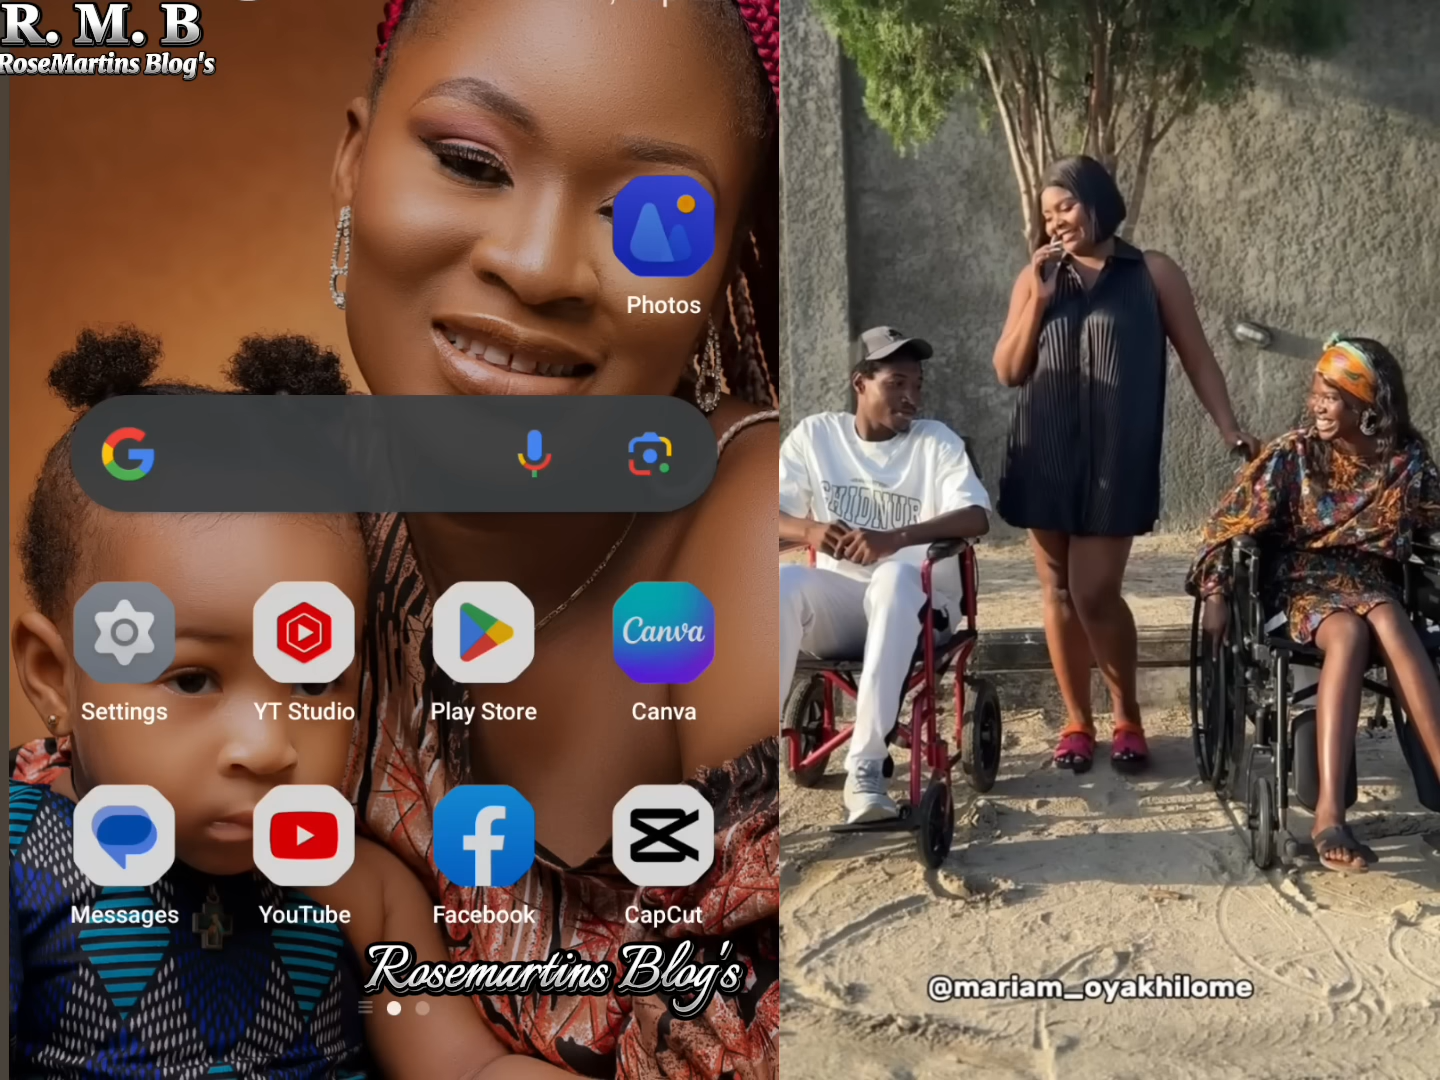 R. M. B
RoseMartins Blog's
Photos
Settings
YT Studio
Play Store
Canva
Canva
Messages
YouTube
Facebook
CapCut
Rosemartins Blog's
@mariam_oyakhilome